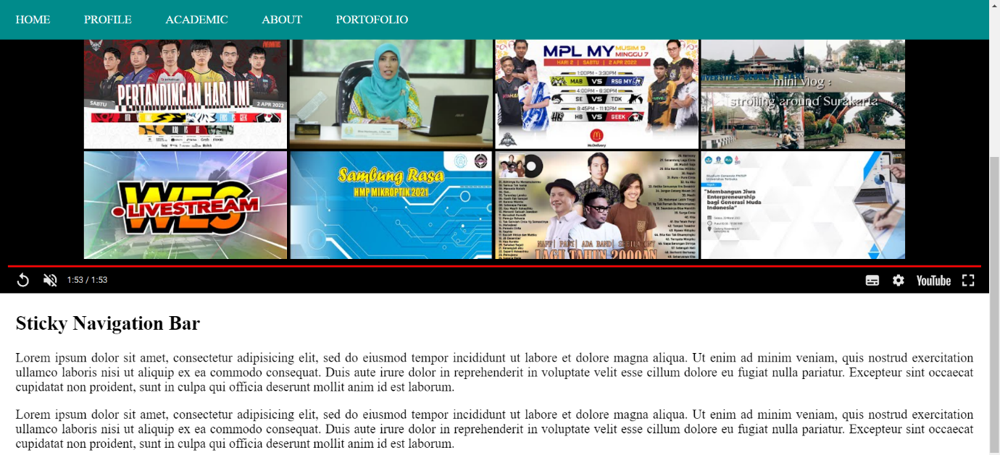 HOME PROFILE ACADEMIC ABOUT PORTOFOLIO
PERTANDINGAN HARI INI
SABTU 2 APR 2022
MPL MY MUSIM 9
MINGGU 7
HARI 2 | SABTU | 2 APR 2022
1:00PM - 3:30PM
MAB VS RSG MY
4:00PM - 6:30PM
SE VS TDK
8:45PM - 11:10PM
HB VS GEEK
McDelivery
mini vlog :
strolling around Surakarta
WES
LIVESTREAM
Sambung Rasa
HMP MIKROPTIK 2021
NAFF| PADI| ADA BAND|
LAGU TAHUN 2000AN
"Membangun Jiwa
Enterpreneurship
bagi Generasi Muda
Indonesia"
1:53 / 1:53
YouTube
Sticky Navigation Bar
Lorem ipsum dolor sit amet, consectetur adipisicing elit, sed do eiusmod tempor incididunt ut labore et dolore magna aliqua. Ut enim ad minim veniam, quis nostrud exercitation
ullamco laboris nisi ut aliquip ex ea commodo consequat. Duis aute irure dolor in reprehenderit in voluptate velit esse cillum dolore eu fugiat nulla pariatur. Excepteur sint occaecat
cupidatat non proident, sunt in culpa qui officia deserunt mollit anim id est laborum.
Lorem ipsum dolor sit amet, consectetur adipisicing elit, sed do eiusmod tempor incididunt ut labore et dolore magna aliqua. Ut enim ad minim veniam, quis nostrud exercitation
ullamco laboris nisi ut aliquip ex ea commodo consequat. Duis aute irure dolor in reprehenderit in voluptate velit esse cillum dolore eu fugiat nulla pariatur. Excepteur sint occaecat
cupidatat non proident, sunt in culpa qui officia deserunt mollit anim id est laborum.